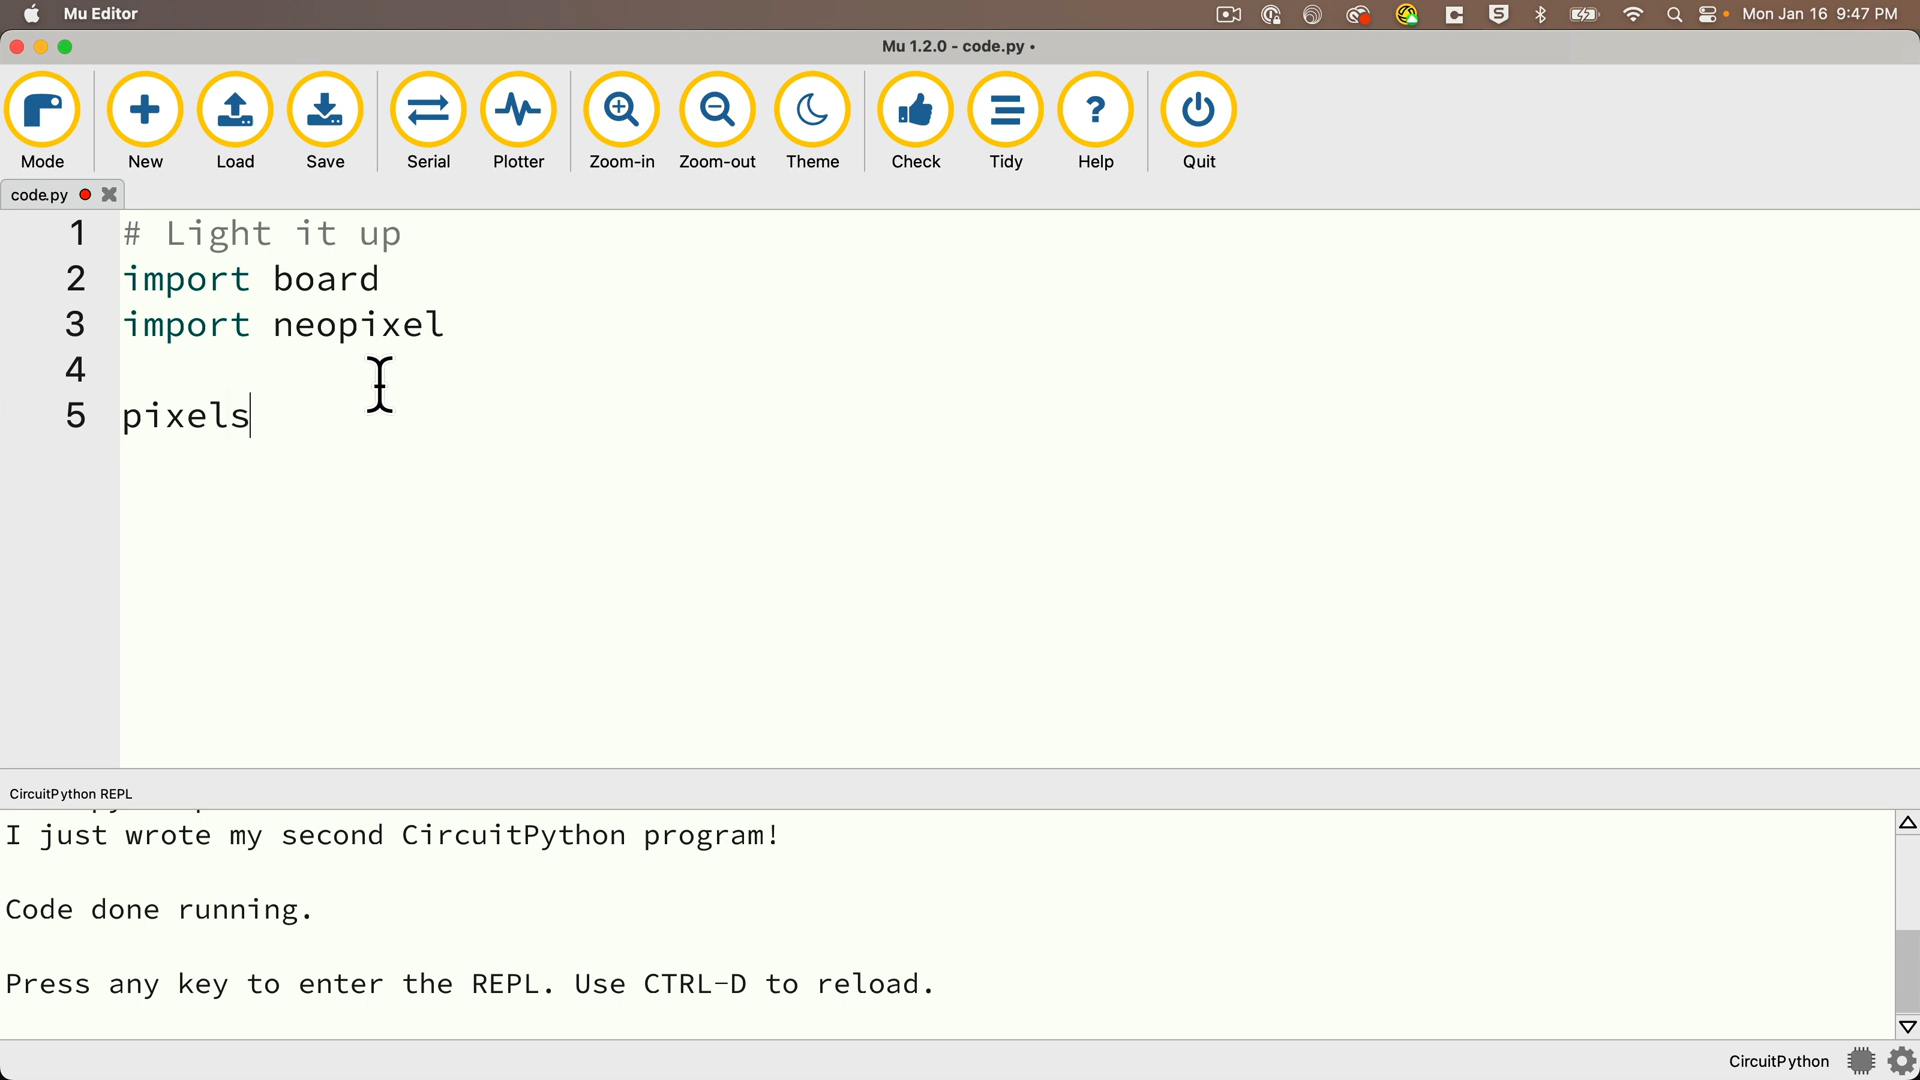 Mu Editor
Mon Jan 16 9:47 PM
Mu 1.2.0 - code.py •
Mode New Load Save Serial Plotter Zoom-in Zoom-out Theme Check Tidy Help Quit
code.py
1 # Light it up
2 import board
3 import neopixel
4
5 pixels
CircuitPython REPL
I just wrote my second CircuitPython program!
Code done running.
Press any key to enter the REPL. Use CTRL-D to reload.
CircuitPython